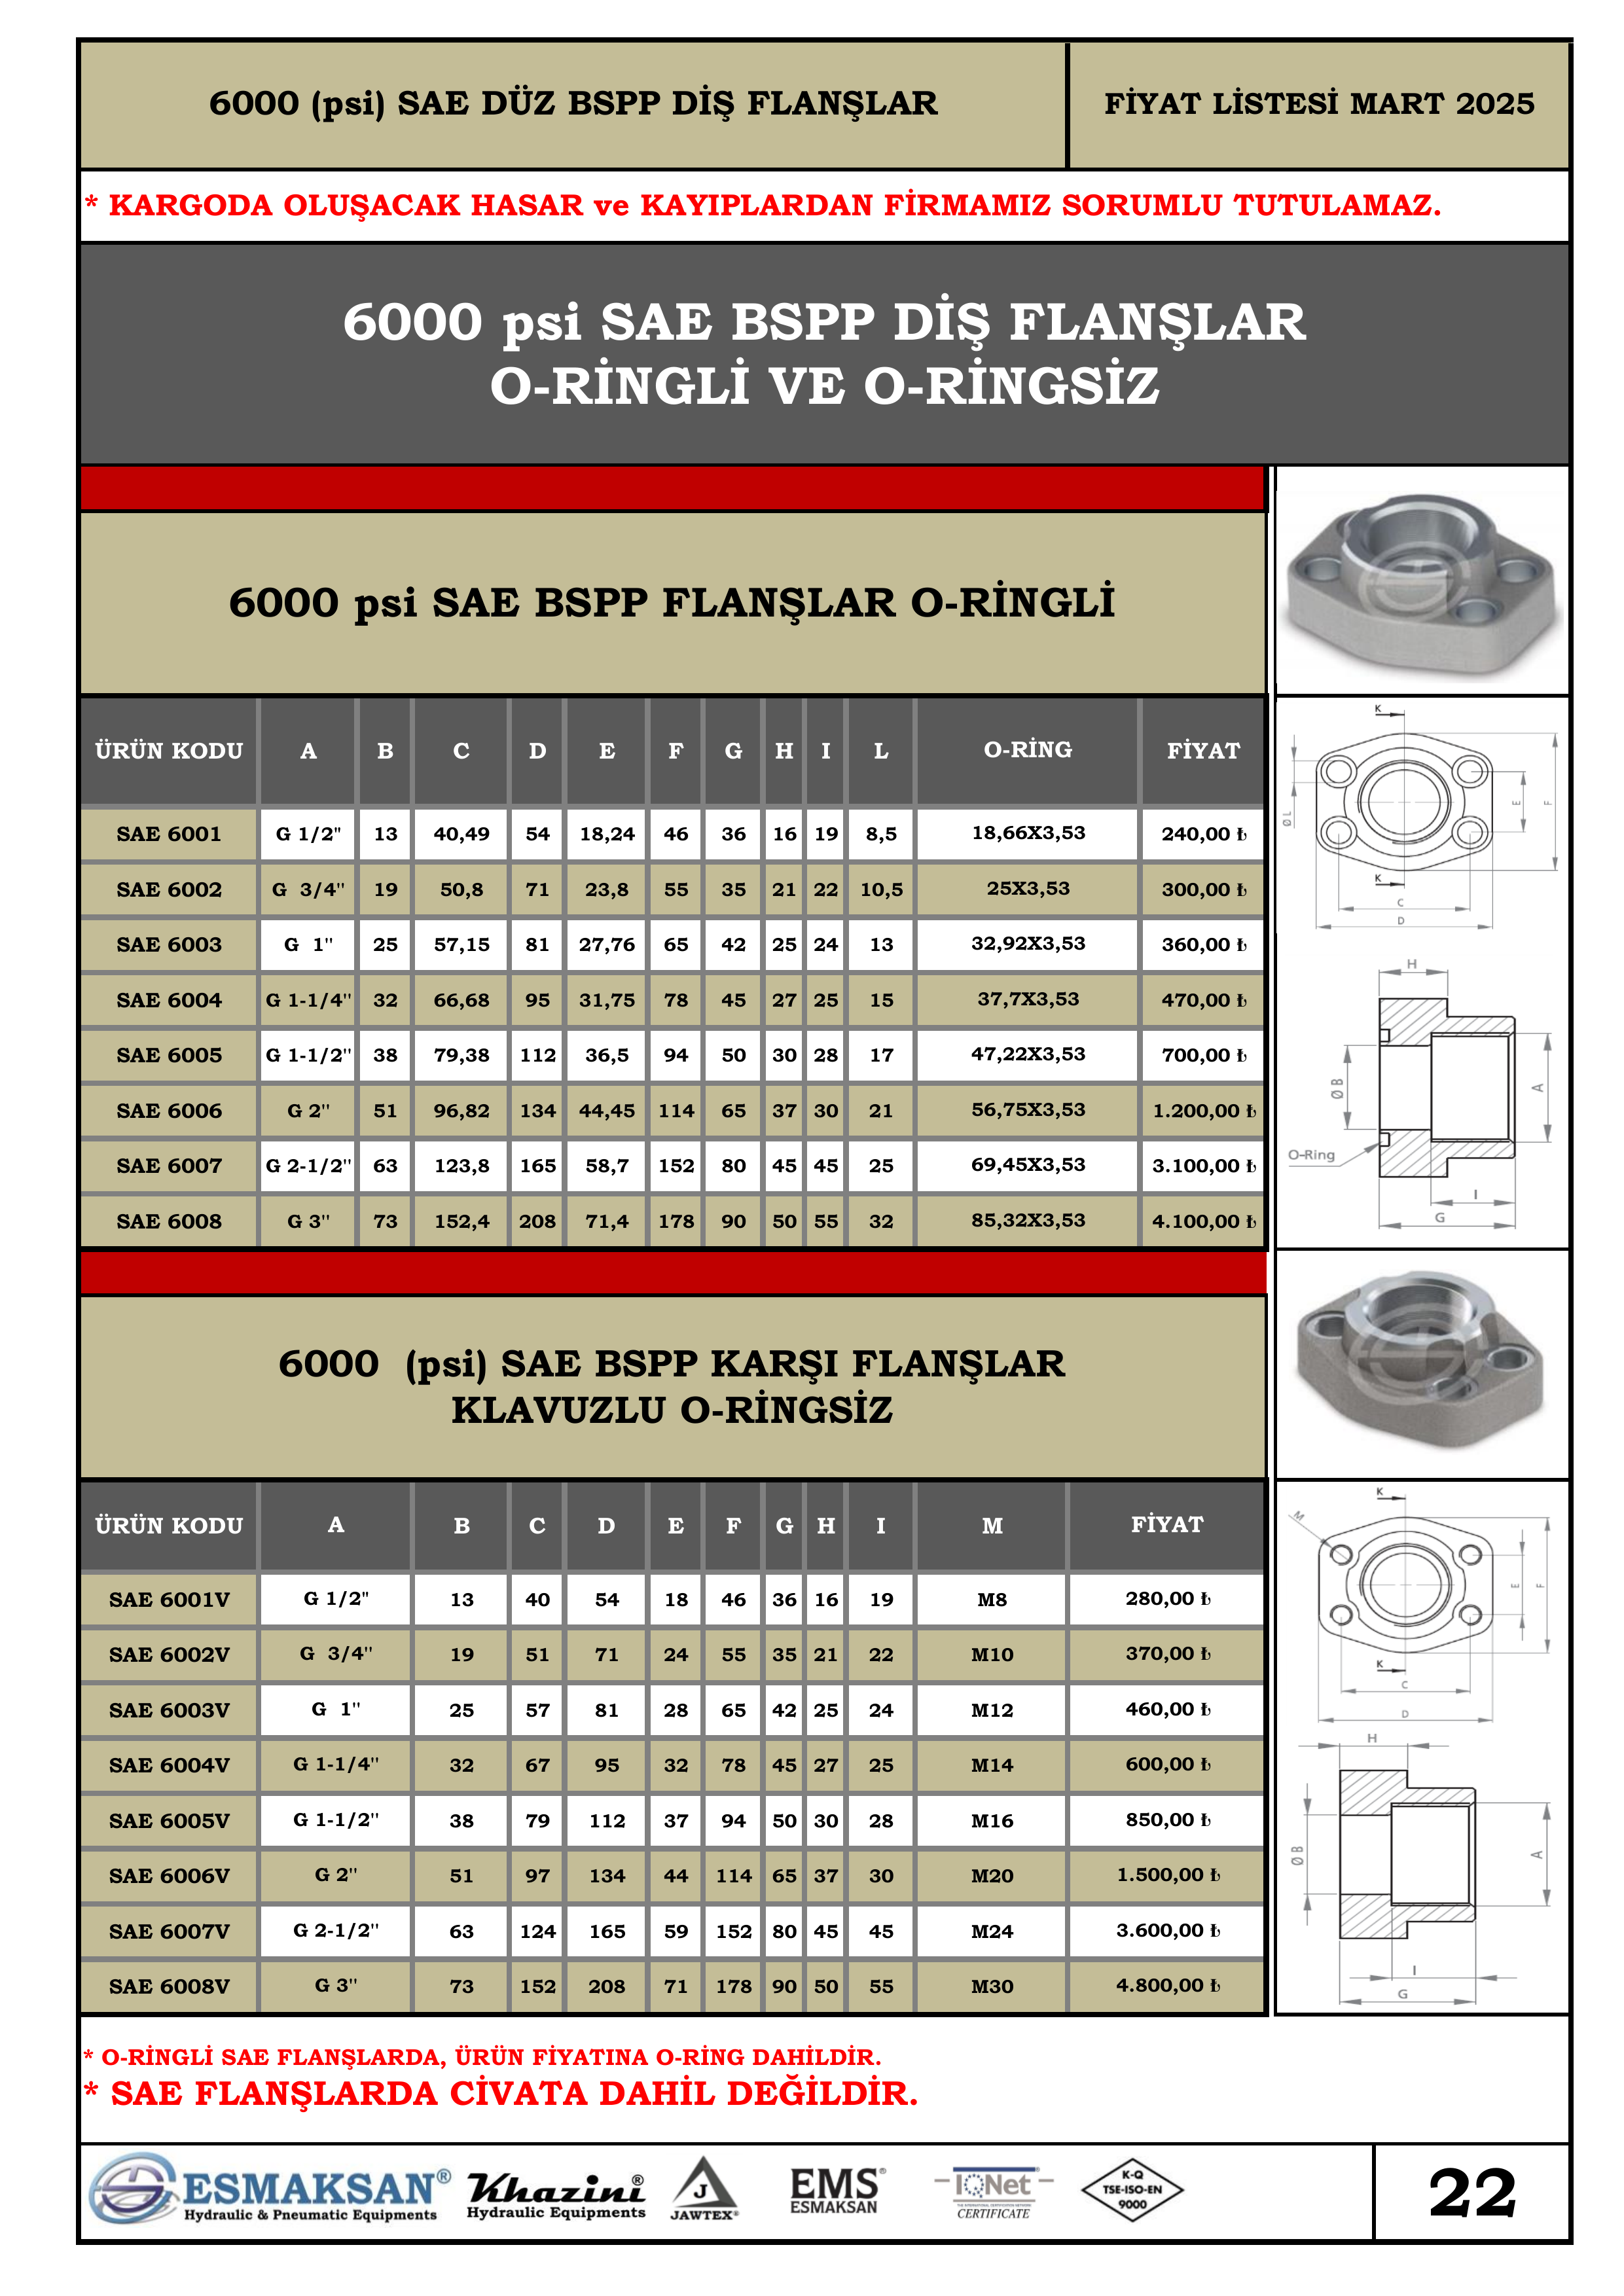 6000 (psi) SAE DÜZ BSPP DİŞ FLANŞLAR
FİYAT LİSTESİ MART 2025
* KARGODA OLUŞACAK HASAR ve KAYIPLARDAN FİRMAMIZ SORUMLU TUTULAMAZ.
6000 psi SAE BSPP DİŞ FLANŞLAR
O-RİNGLİ VE O-RİNGSİZ
6000 psi SAE BSPP FLANŞLAR O-RİNGLİ
ÜRÜN KODU A B C D E F G H I L O-RİNG FİYAT
SAE 6001 G 1/2" 13 40,49 54 18,24 46 36 16 19 8,5 18,66X3,53 240,00 ₺
SAE 6002 G 3/4" 19 50,8 71 23,8 55 35 21 22 10,5 25X3,53 300,00 ₺
SAE 6003 G 1" 25 57,15 81 27,76 65 42 25 24 13 32,92X3,53 360,00 ₺
SAE 6004 G 1-1/4" 32 66,68 95 31,75 78 45 27 25 15 37,7X3,53 470,00 ₺
SAE 6005 G 1-1/2" 38 79,38 112 36,5 94 50 30 28 17 47,22X3,53 700,00 ₺
SAE 6006 G 2" 51 96,82 134 44,45 114 65 37 30 21 56,75X3,53 1.200,00 ₺
SAE 6007 G 2-1/2" 63 123,8 165 58,7 152 80 45 45 25 69,45X3,53 3.100,00 ₺
SAE 6008 G 3" 73 152,4 208 71,4 178 90 50 55 32 85,32X3,53 4.100,00 ₺
K
Ø L
E
F
K
C
D
H
Ø B
A
O-Ring
I
G
6000 (psi) SAE BSPP KARŞI FLANŞLAR
KLAVUZLU O-RİNGSİZ
ÜRÜN KODU A B C D E F G H I M FİYAT
SAE 6001V G 1/2" 13 40 54 18 46 36 16 19 M8 280,00 ₺
SAE 6002V G 3/4" 19 51 71 24 55 35 21 22 M10 370,00 ₺
SAE 6003V G 1" 25 57 81 28 65 42 25 24 M12 460,00 ₺
SAE 6004V G 1-1/4" 32 67 95 32 78 45 27 25 M14 600,00 ₺
SAE 6005V G 1-1/2" 38 79 112 37 94 50 30 28 M16 850,00 ₺
SAE 6006V G 2" 51 97 134 44 114 65 37 30 M20 1.500,00 ₺
SAE 6007V G 2-1/2" 63 124 165 59 152 80 45 45 M24 3.600,00 ₺
SAE 6008V G 3" 73 152 208 71 178 90 50 55 M30 4.800,00 ₺
K
M
E
F
K
C
D
H
Ø B
A
I
G
* O-RİNGLİ SAE FLANŞLARDA, ÜRÜN FİYATINA O-RİNG DAHİLDİR.
* SAE FLANŞLARDA CİVATA DAHİL DEĞİLDİR.
ESMAKSAN®
Hydraulic & Pneumatic Equipments
Khazini®
Hydraulic Equipments
J
JAWTEX®
EMS®
ESMAKSAN
IQNet
CERTIFICATE
K-Q
TSE-ISO-EN
9000
22